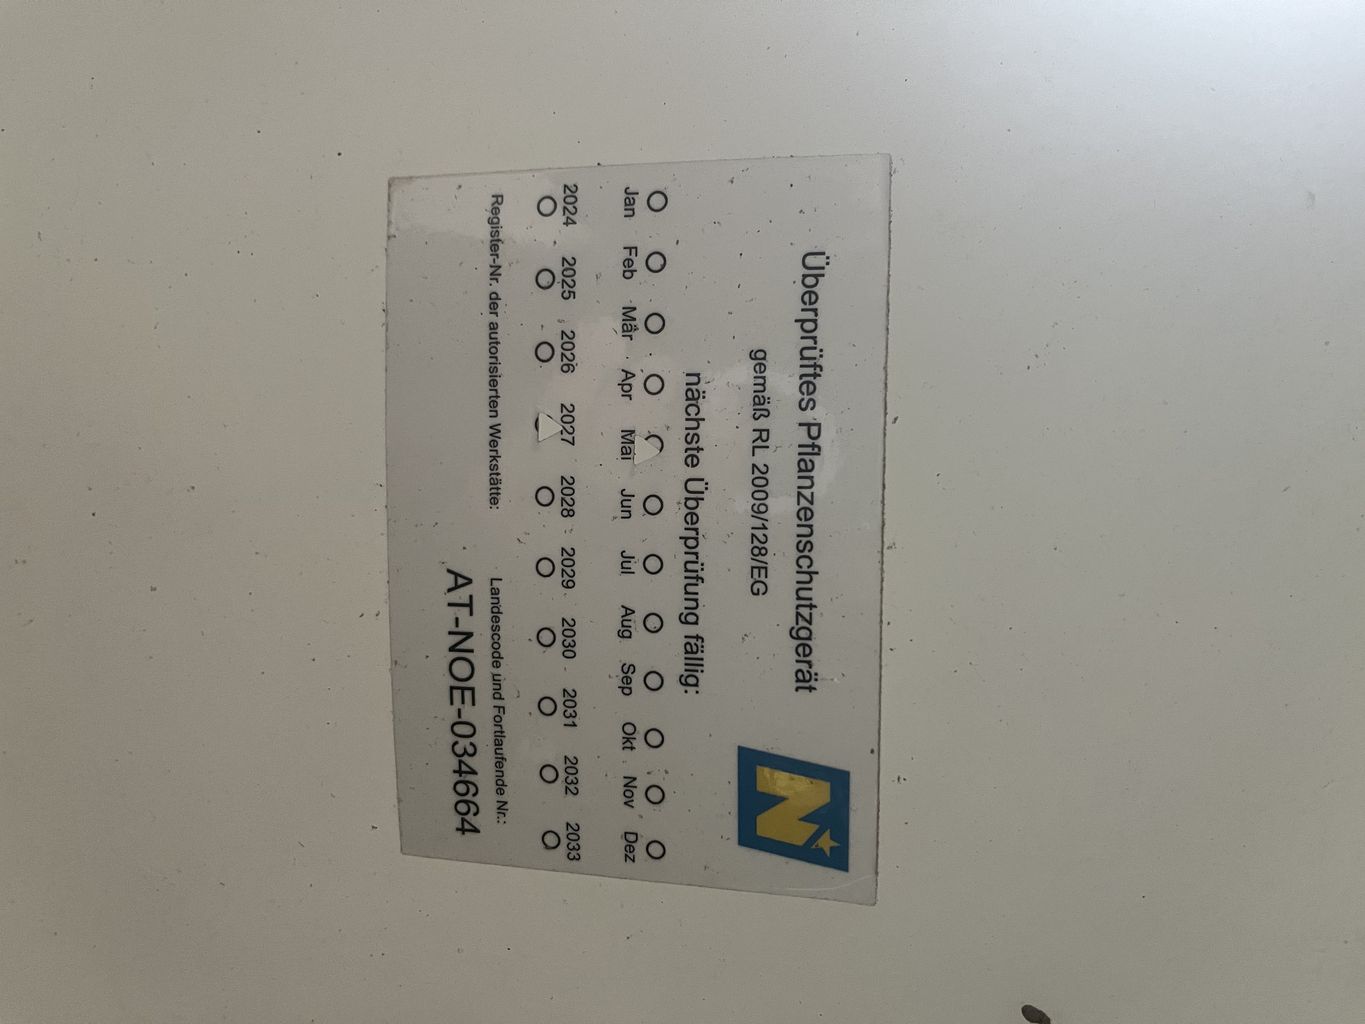 Überprüftes Pflanzenschutzgerät
gemäß RL 2009/128/EG
N
nächste Überprüfung fällig:
Jan Feb Mär Apr Mai Jun Jul Aug Sep Okt Nov Dez
2024 2025 2026 2027 2028 2029 2030 2031 2032 2033
Register-Nr. der autorisierten Werkstätte: Landescode und Fortlaufende Nr.:
AT-NOE-034664